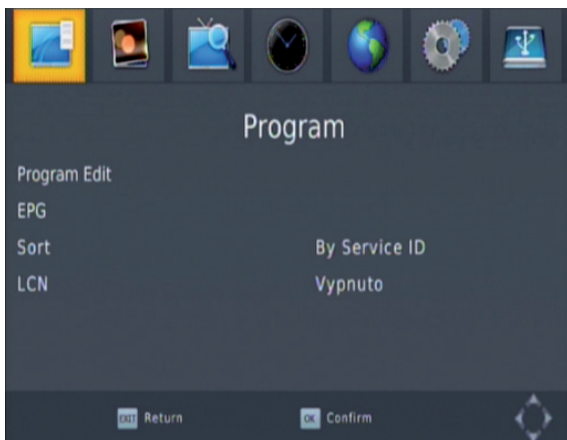 Program
Program Edit
EPG
Sort By Service ID
LCN Vypnuto
EXIT Return OK Confirm